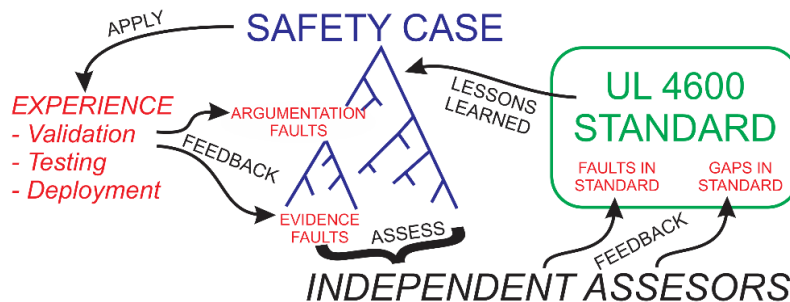 APPLY
SAFETY CASE
EXPERIENCE
- Validation
- Testing
- Deployment
ARGUMENTATION
FAULTS
FEEDBACK
EVIDENCE
FAULTS
ASSESS
LESSONS
LEARNED
UL 4600
STANDARD
FAULTS IN
STANDARD
GAPS IN
STANDARD
FEEDBACK
INDEPENDENT ASSESORS